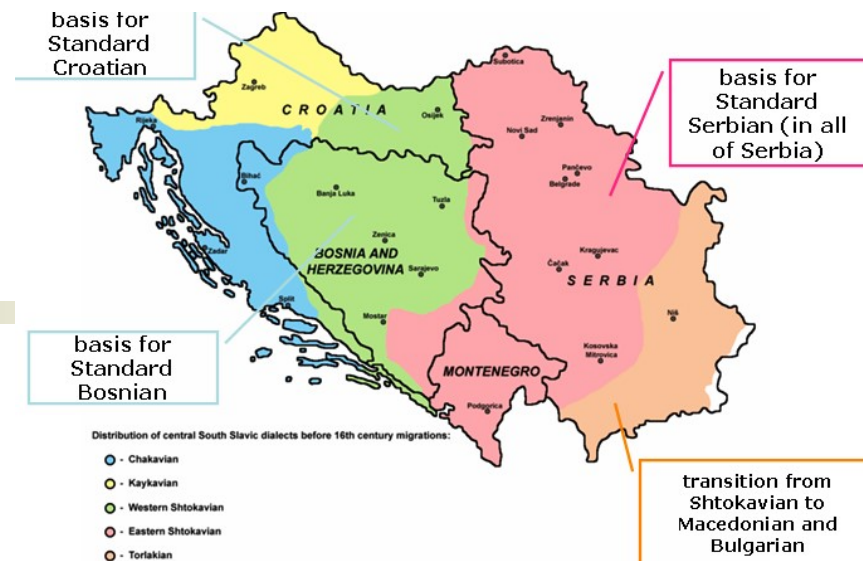 basis for
Standard
Croatian
basis for
Standard
Serbian (in all
of Serbia)
Subotica
Zagreb
CROATIA
Osijek
Rijeka
Zrenjanin
Novi Sad
Pančevo
Belgrade
Bihać
Banja Luka
Tuzla
Zenica
BOSNIA AND
HERZEGOVINA
Sarajevo
Zadar
Kragujevac
Čačak
SERBIA
Split
Mostar
Niš
Kosovska
Mitrovica
MONTENEGRO
Podgorica
basis for
Standard
Bosnian
Distribution of central South Slavic dialects before 16th century migrations:
- Chakavian
- Kaykavian
- Western Shtokavian
- Eastern Shtokavian
- Torlakian
transition from
Shtokavian to
Macedonian and
Bulgarian